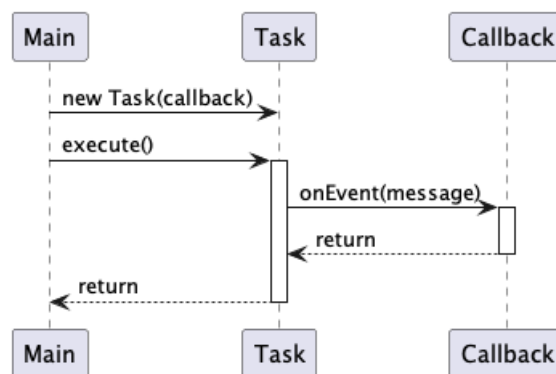 Main Task Callback
new Task(callback)
execute()
onEvent(message)
return
return
Main Task Callback